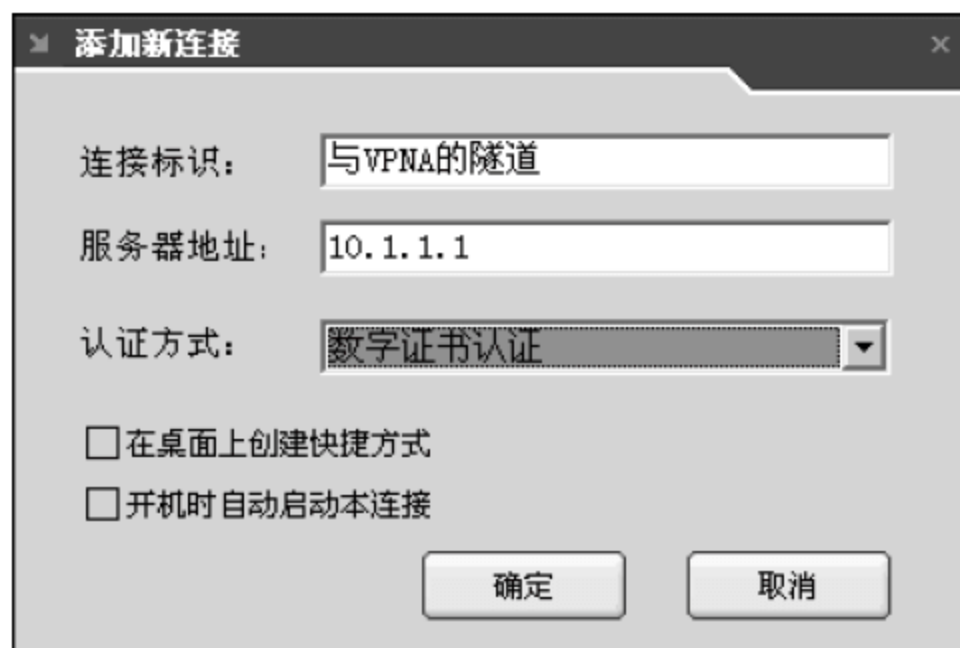 添加新连接
连接标识： 与VPNA的隧道
服务器地址： 10.1.1.1
认证方式： 数字证书认证
在桌面上创建快捷方式
开机时自动启动本连接
确定 取消